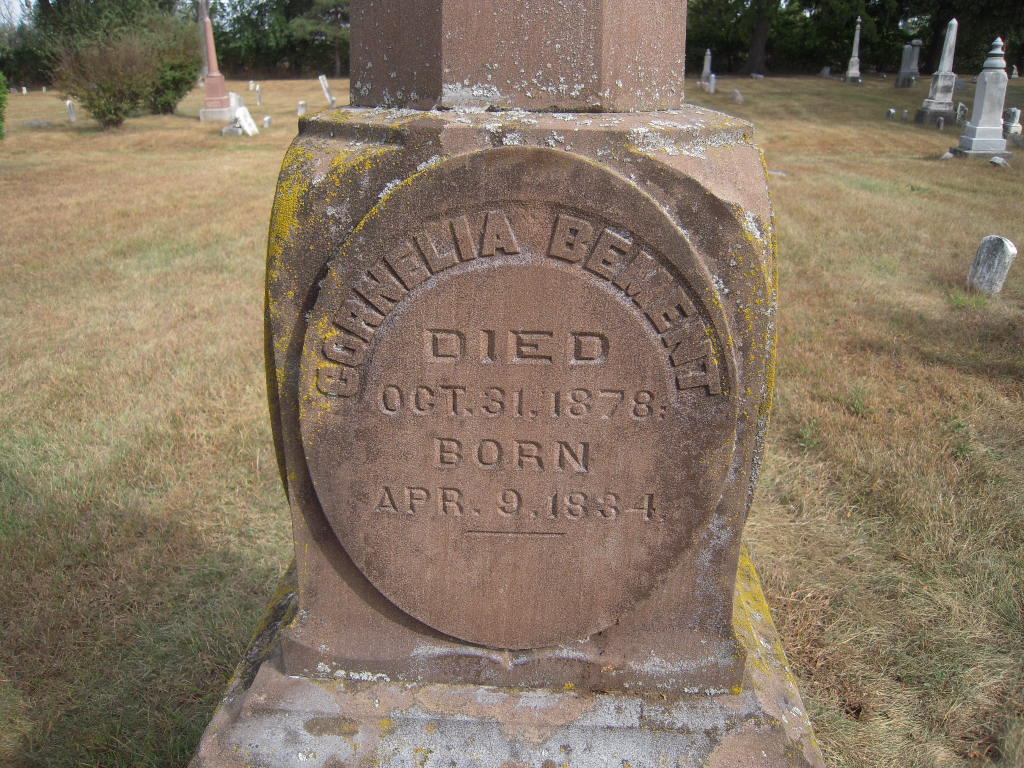 CORNELIA BEMENT
DIED
OCT. 31. 1878;
BORN
APR. 9. 1834.